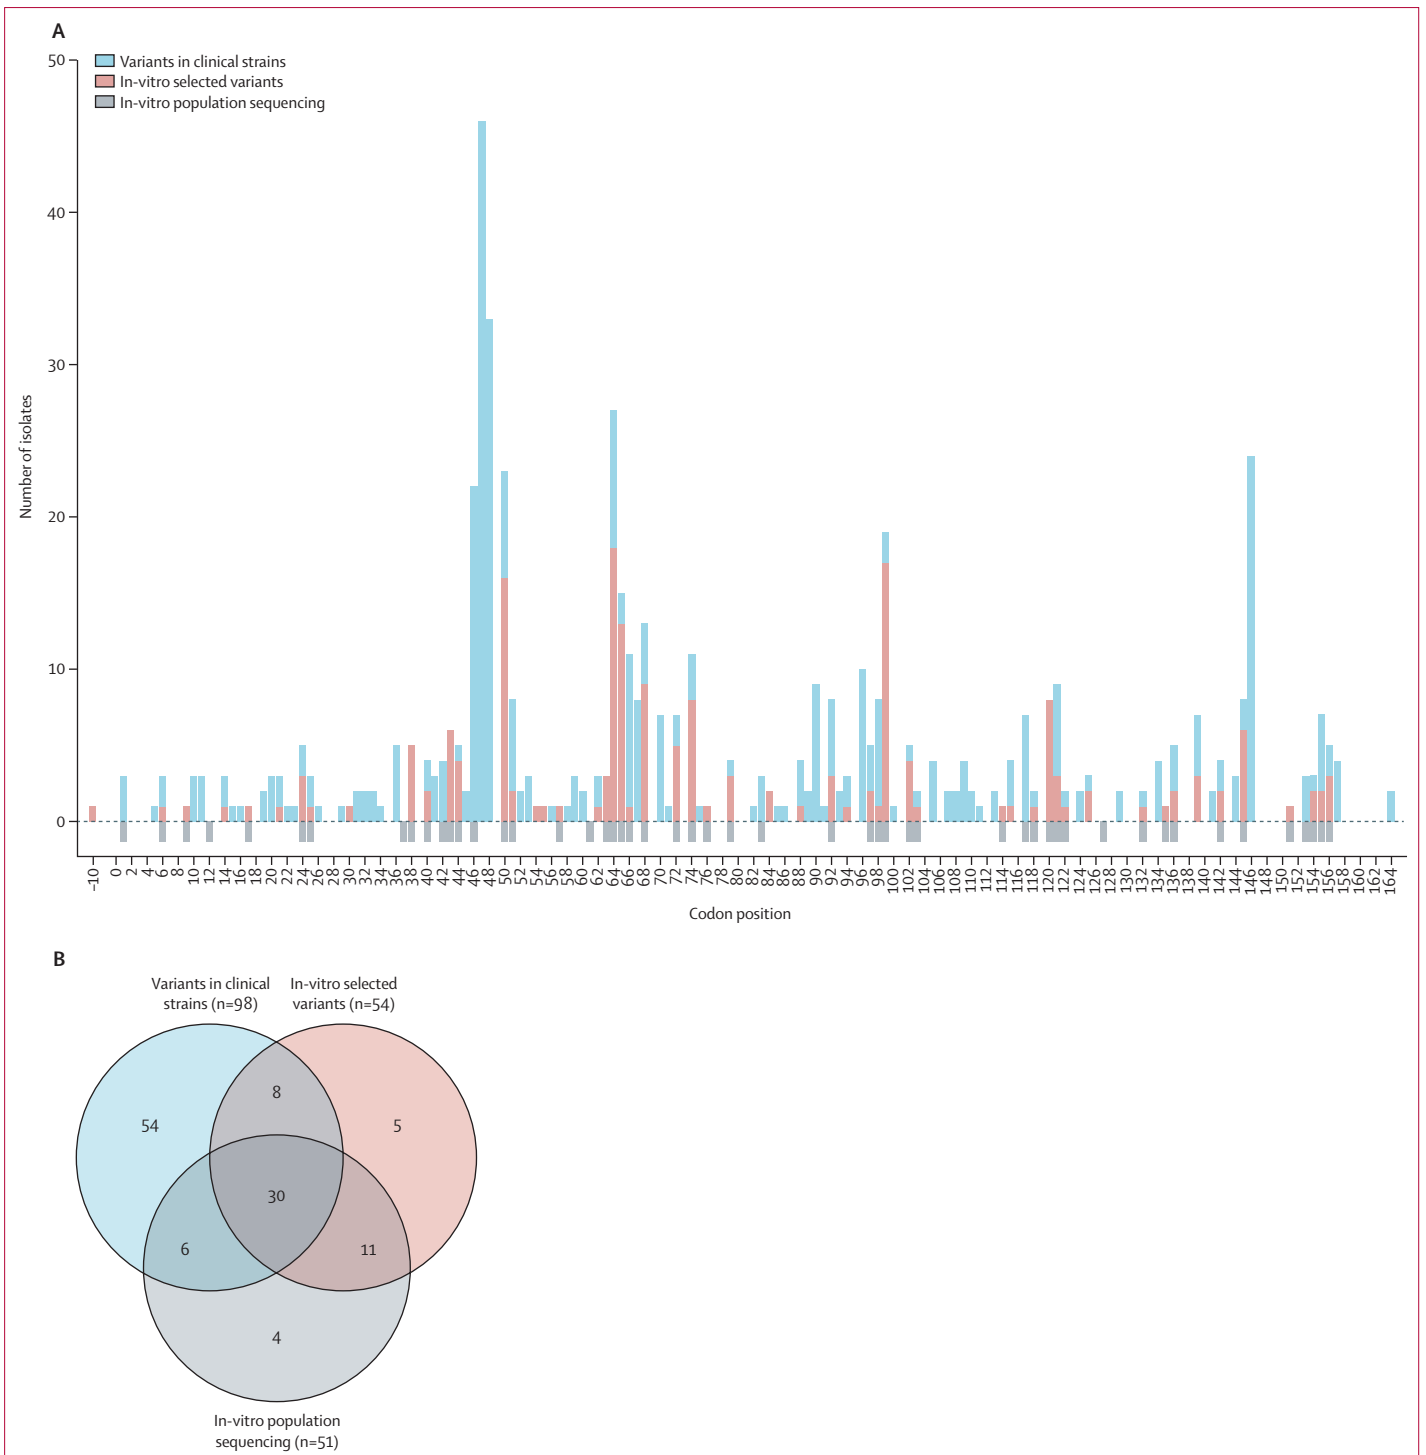 A
Variants in clinical strains
In-vitro selected variants
In-vitro population sequencing
50
40
30
20
10
0
Number of isolates
–10 0 2 4 6 8 10 12 14 16 18 20 22 24 26 28 30 32 34 36 38 40 42 44 46 48 50 52 54 56 58 60 62 64 66 68 70 72 74 76 78 80 82 84 86 88 90 92 94 96 98 100 102 104 106 108 110 112 114 116 118 120 122 124 126 128 130 132 134 136 138 140 142 144 146 148 150 152 154 156 158 160 162 164
Codon position
B
Variants in clinical
strains (n=98)
In-vitro selected
variants (n=54)
8
54
5
30
6
11
4
In-vitro population
sequencing (n=51)